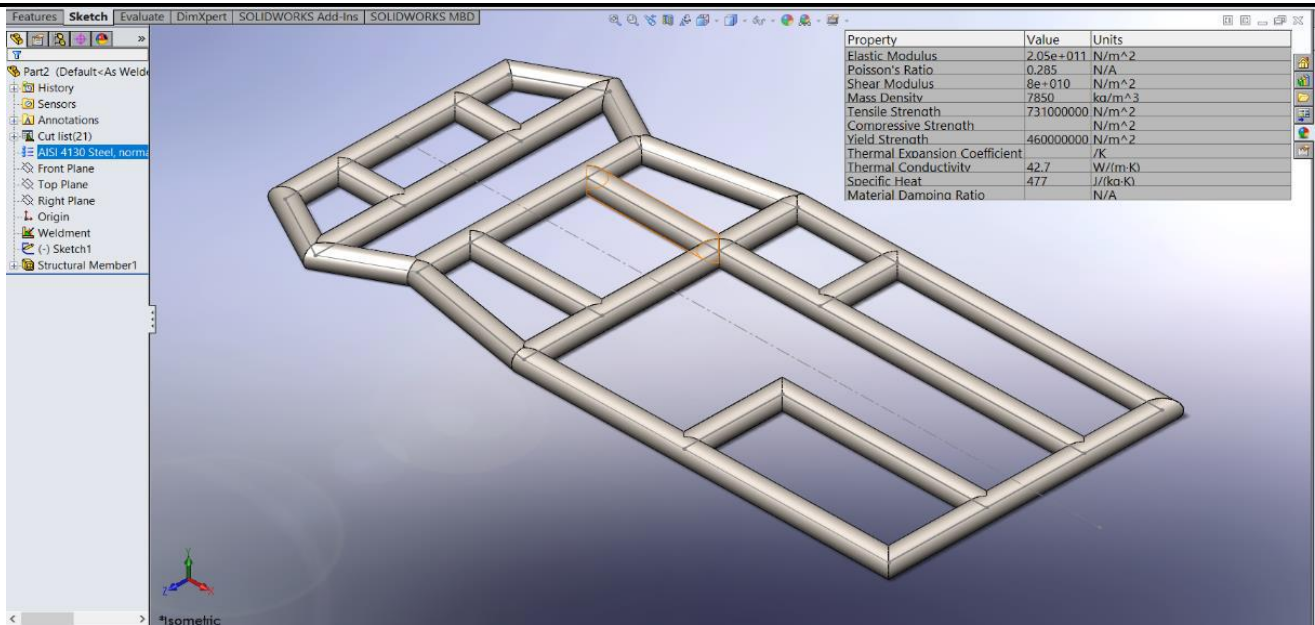 Features Sketch Evaluate DimXpert SOLIDWORKS Add-Ins SOLIDWORKS MBD
Part2 (Default<As Welde
History
Sensors
Annotations
Cut list(21)
AISI 4130 Steel, norma
Front Plane
Top Plane
Right Plane
Origin
Weldment
(-) Sketch1
Structural Member1
Property Value Units
Elastic Modulus 2.05e+011 N/m^2
Poisson's Ratio 0.285 N/A
Shear Modulus 8e+010 N/m^2
Mass Density 7850 kg/m^3
Tensile Strength 731000000 N/m^2
Compressive Strength N/m^2
Yield Strength 460000000 N/m^2
Thermal Expansion Coefficient /K
Thermal Conductivity 42.7 W/(m·K)
Specific Heat 477 J/(kg·K)
Material Damping Ratio N/A
Y
Z
X
*Isometric